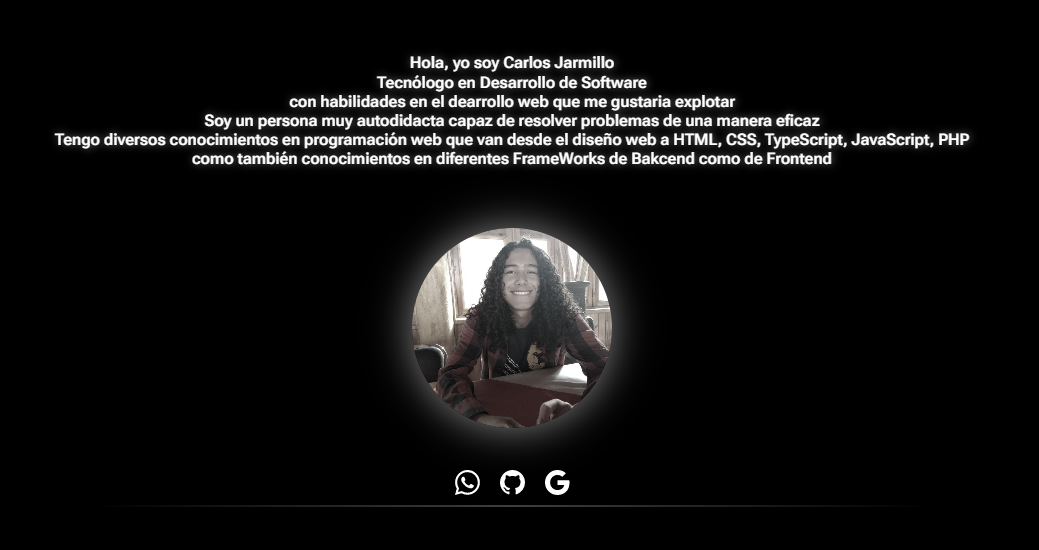 Hola, yo soy Carlos Jarmillo
Tecnólogo en Desarrollo de Software
con habilidades en el dearrollo web que me gustaria explotar
Soy un persona muy autodidacta capaz de resolver problemas de una manera eficaz
Tengo diversos conocimientos en programación web que van desde el diseño web a HTML, CSS, TypeScript, JavaScript, PHP
como también conocimientos en diferentes FrameWorks de Bakcend como de Frontend